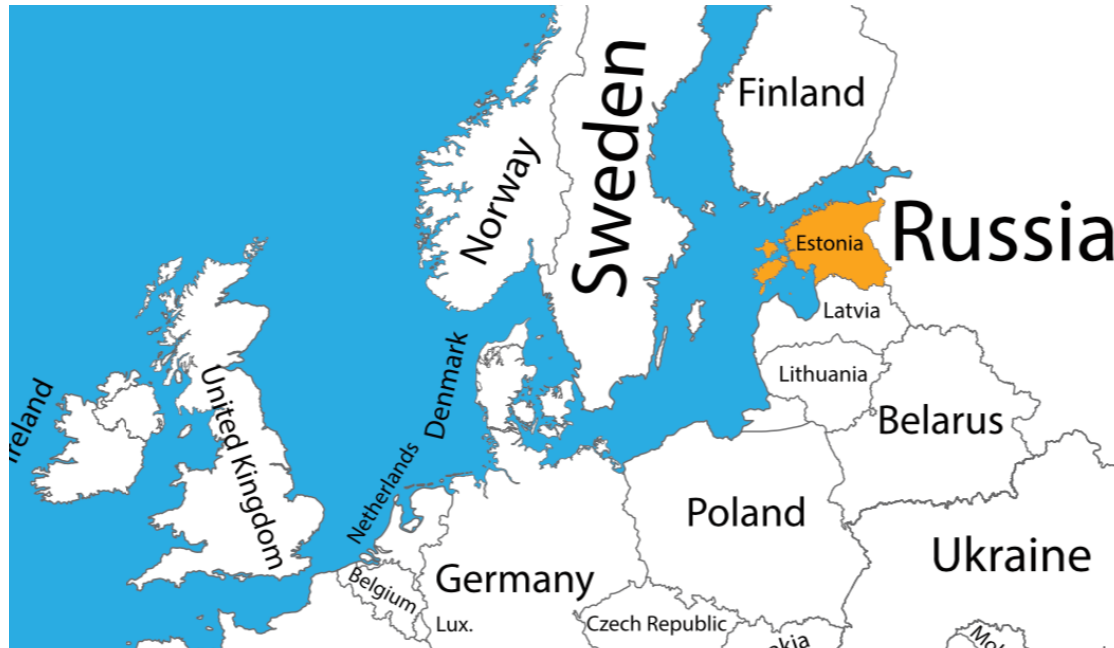 Sweden
Finland
Norway
Russia
Estonia
Latvia
Denmark
Lithuania
Ireland
United Kingdom
Belarus
Netherlands
Poland
Ukraine
Germany
Belgium
Lux.
Czech Republic